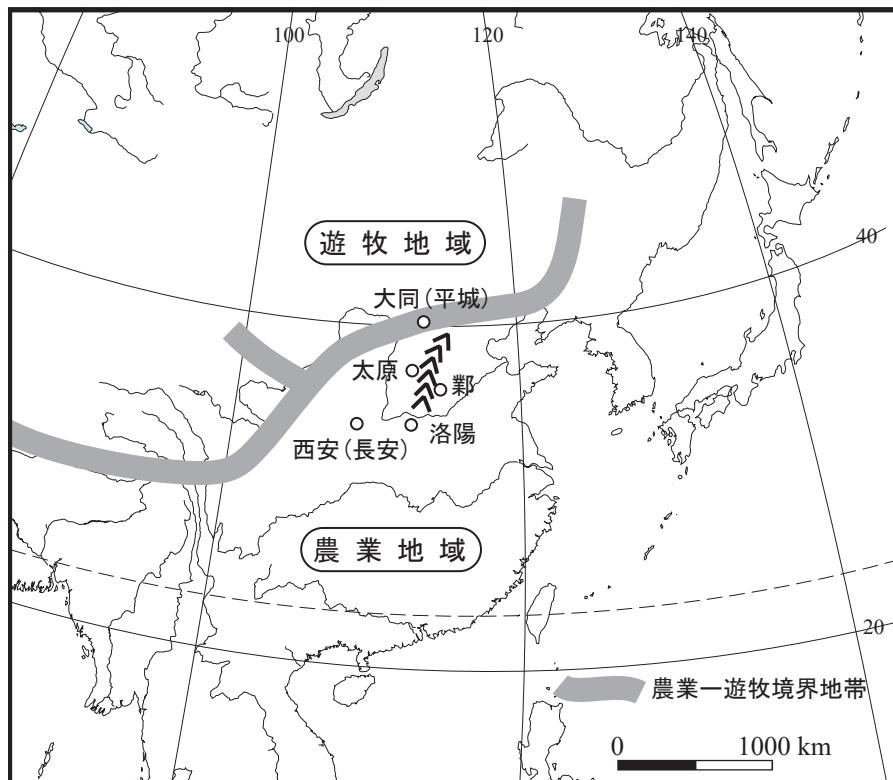 100
120
140
遊牧地域
40
大同(平城)
太原
鄴
西安(長安)
洛陽
農業地域
20
農業ー遊牧境界地帯
0
1000 km